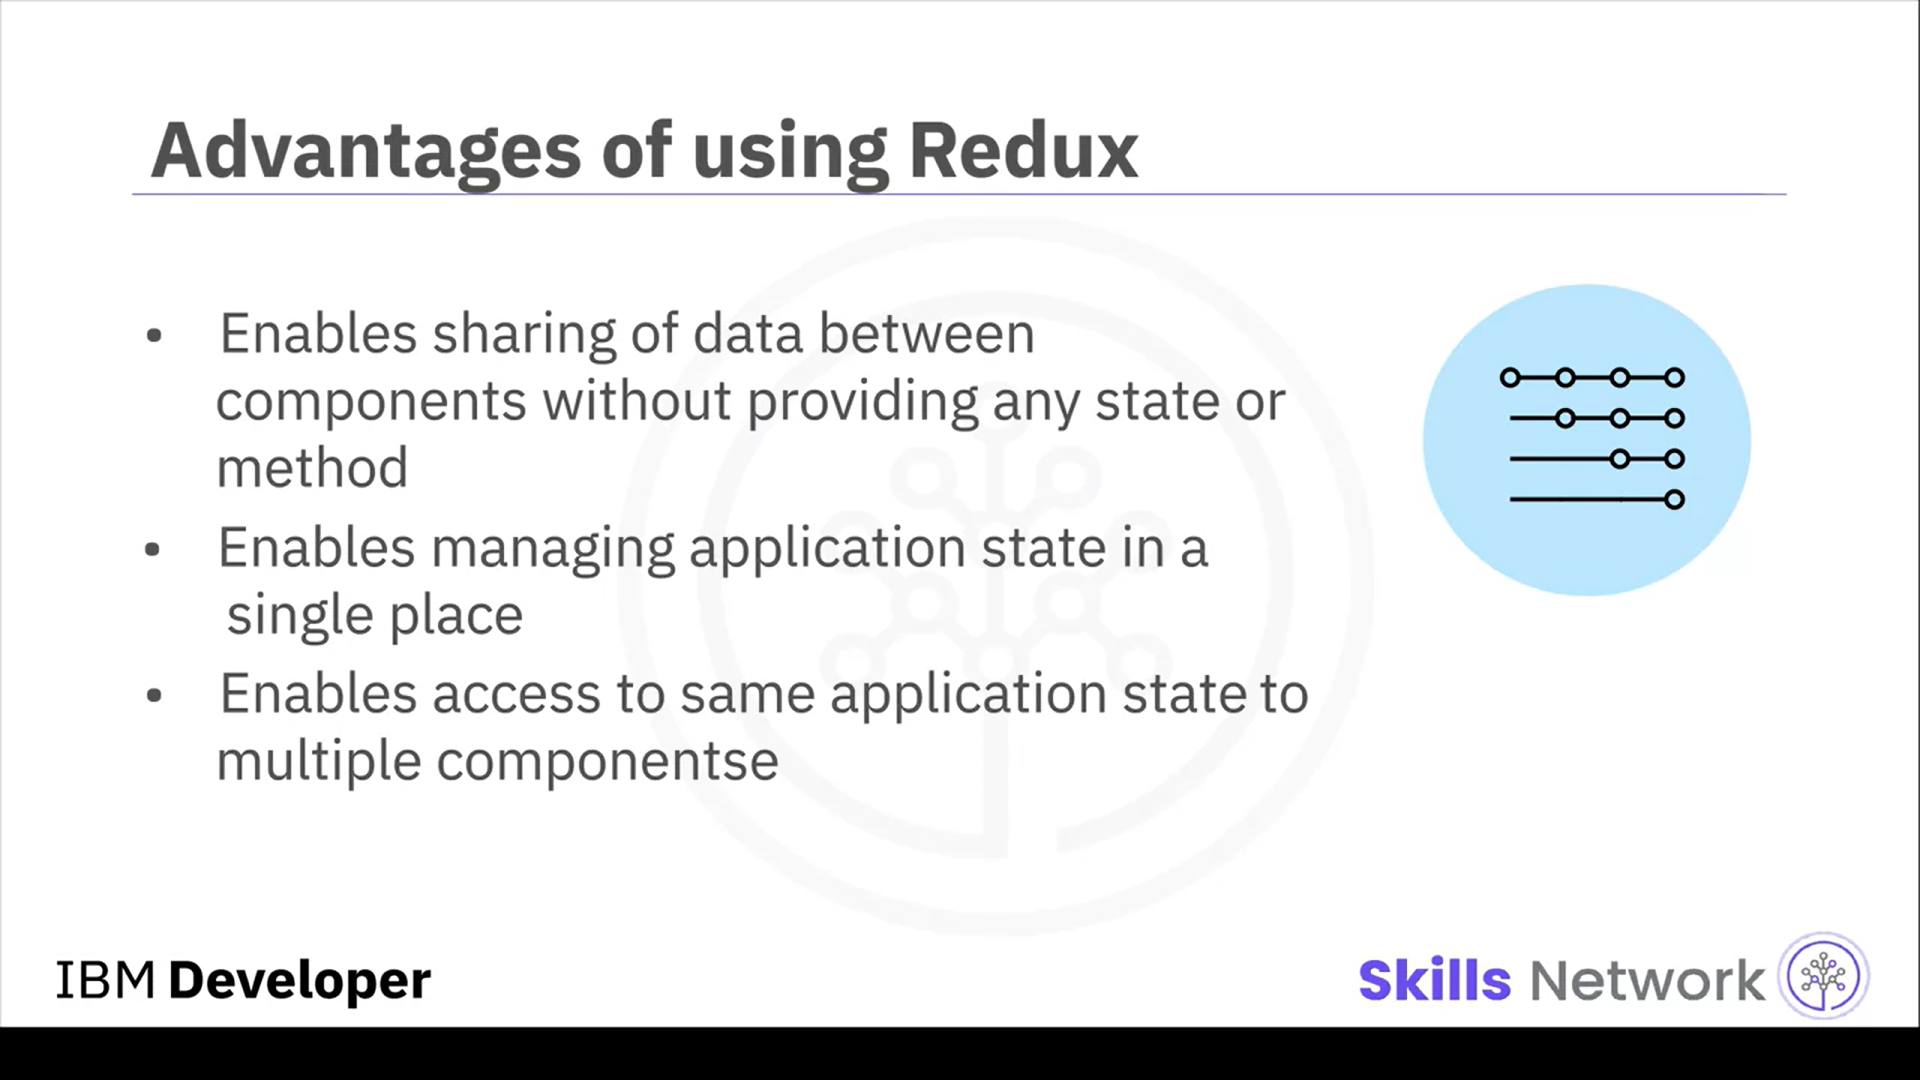 Advantages of using Redux
• Enables sharing of data between
components without providing any state or
method
• Enables managing application state in a
single place
• Enables access to same application state to
multiple componentse
IBM Developer
Skills Network